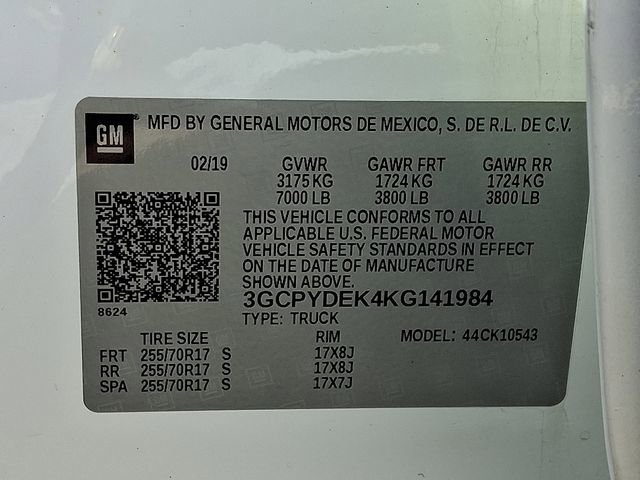 GM MFD BY GENERAL MOTORS DE MEXICO, S. DE R.L. DE C.V.
02/19 GVWR GAWR FRT GAWR RR
3175 KG 1724 KG 1724 KG
7000 LB 3800 LB 3800 LB
THIS VEHICLE CONFORMS TO ALL
APPLICABLE U.S. FEDERAL MOTOR
VEHICLE SAFETY STANDARDS IN EFFECT
ON THE DATE OF MANUFACTURE
SHOWN ABOVE.
3GCPYDEK4KG141984
8624
TYPE: TRUCK
TIRE SIZE RIM MODEL: 44CK10543
FRT 255/70R17 S 17X8J
RR 255/70R17 S 17X8J
SPA 255/70R17 S 17X7J